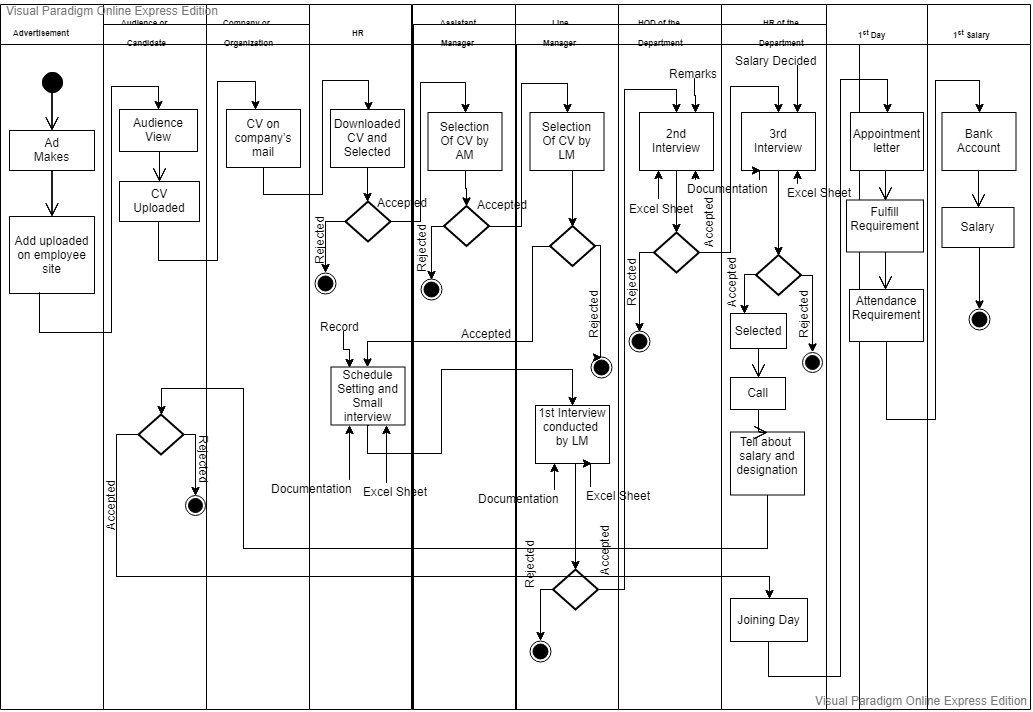 Visual Paradigm Online Express Edition
Advertisement
Audience or
Candidate
Company or
Organization
HR
Assistant
Manager
Line
Manager
HOD of the
Department
HR of the
Department
1st Day
1st Salary
Ad
Makes
Add uploaded
on employee
site
Audience
View
CV
Uploaded
CV on
company's
mail
Downloaded
CV and
Selected
Accepted
Rejected
Selection
Of CV by
AM
Accepted
Rejected
Selection
Of CV by
LM
Accepted
Rejected
Record
Schedule
Setting and
Small
interview
Documentation
Excel Sheet
1st Interview
conducted
by LM
Documentation
Excel Sheet
Rejected
Accepted
Remarks
2nd
Interview
Excel Sheet
Documentation
Accepted
Rejected
Salary Decided
3rd
Interview
Excel Sheet
Accepted
Rejected
Selected
Call
Tell about
salary and
designation
Rejected
Accepted
Joining Day
Appointment
letter
Fulfill
Requirement
Attendance
Requirement
Bank
Account
Salary
Visual Paradigm Online Express Edition